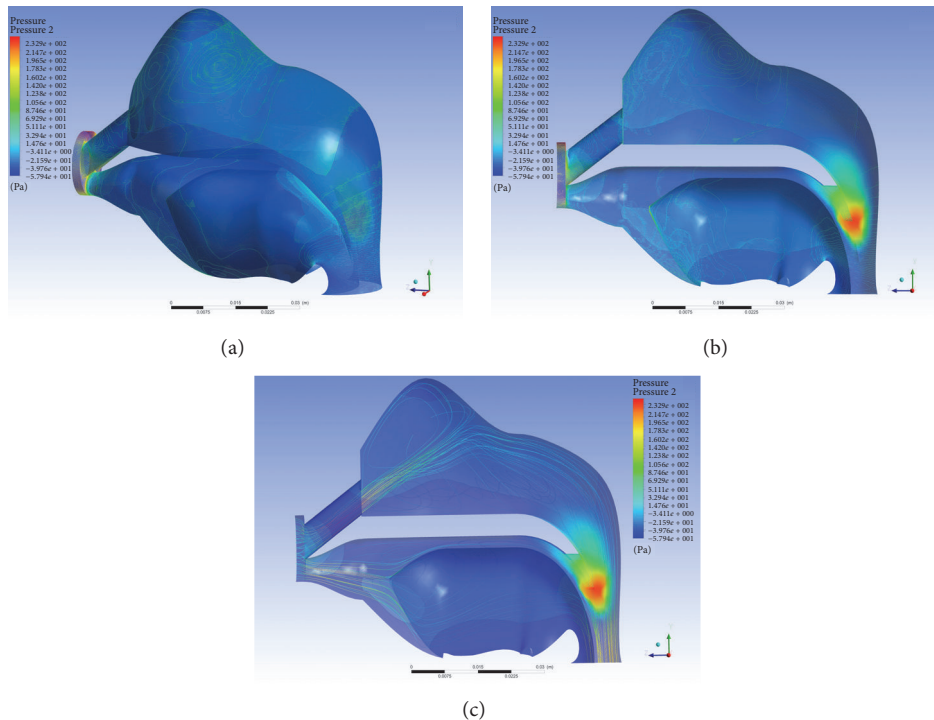 Pressure
Pressure 2
2.329e + 002
2.147e + 002
1.965e + 002
1.783e + 002
1.602e + 002
1.420e + 002
1.238e + 002
1.056e + 002
8.746e + 001
6.929e + 001
5.111e + 001
3.294e + 001
1.476e + 001
−3.411e + 000
−2.159e + 001
−3.976e + 001
−5.794e + 001
(Pa)
0 0.015 0.03 (m)
0.0075 0.0225
(a)
Pressure
Pressure 2
2.329e + 002
2.147e + 002
1.965e + 002
1.783e + 002
1.602e + 002
1.420e + 002
1.238e + 002
1.056e + 002
8.746e + 001
6.929e + 001
5.111e + 001
3.294e + 001
1.476e + 001
−3.411e + 000
−2.159e + 001
−3.976e + 001
−5.794e + 001
(Pa)
0 0.015 0.03 (m)
0.0075 0.0225
(b)
Pressure
Pressure 2
2.329e + 002
2.147e + 002
1.965e + 002
1.783e + 002
1.602e + 002
1.420e + 002
1.238e + 002
1.056e + 002
8.746e + 001
6.929e + 001
5.111e + 001
3.294e + 001
1.476e + 001
−3.411e + 000
−2.159e + 001
−3.976e + 001
−5.794e + 001
(Pa)
0 0.015 0.03 (m)
0.0075 0.0225
(c)